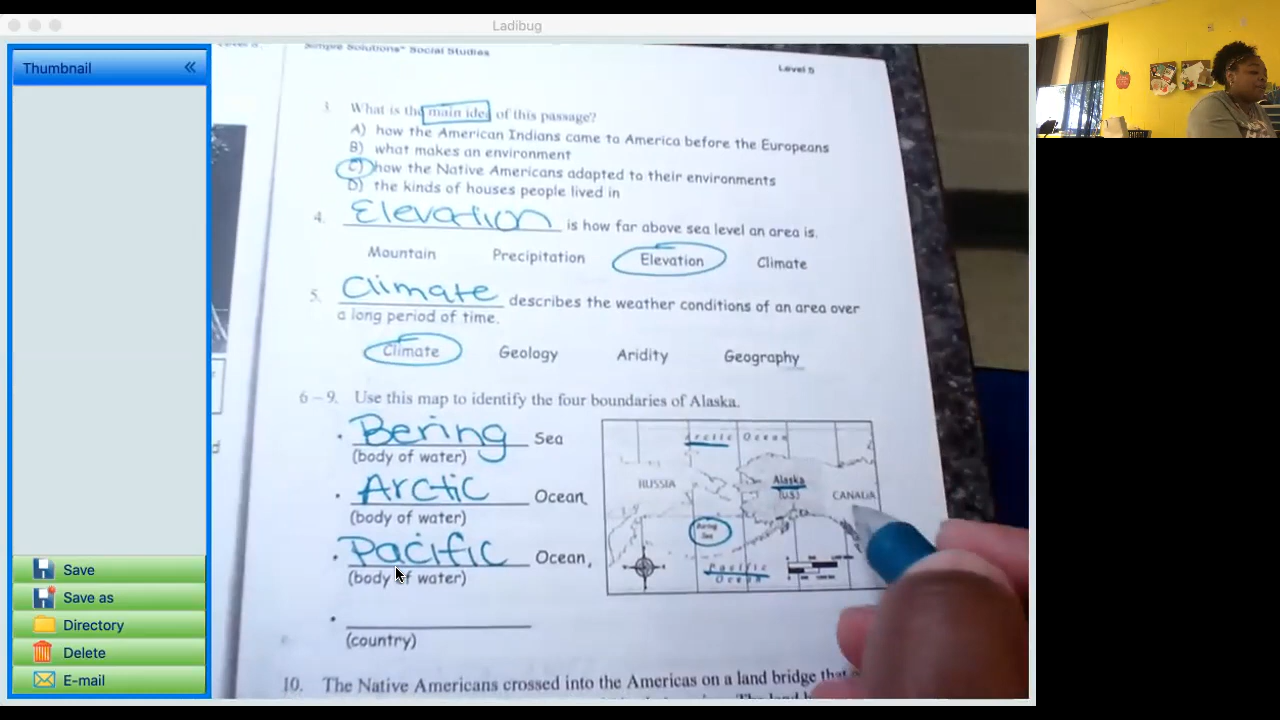 Ladibug
Thumbnail
Simple Solutions® Social Studies
Level 5
3. What is the main idea of this passage?
A) how the American Indians came to America before the Europeans
B) what makes an environment
C) how the Native Americans adapted to their environments
D) the kinds of houses people lived in
4. Elevation is how far above sea level an area is.
Mountain Precipitation Elevation Climate
5. Climate describes the weather conditions of an area over
a long period of time.
Climate Geology Aridity Geography
6 – 9. Use this map to identify the four boundaries of Alaska.
• Bering Sea
(body of water)
• Arctic Ocean
(body of water)
• Pacific Ocean
(body of water)
• (country)
Arctic Ocean
RUSSIA
Alaska
(U.S)
CANADA
Bering
Sea
Pacific
Ocean
10. The Native Americans crossed into the Americas on a land bridge that
Save
Save as
Directory
Delete
E-mail